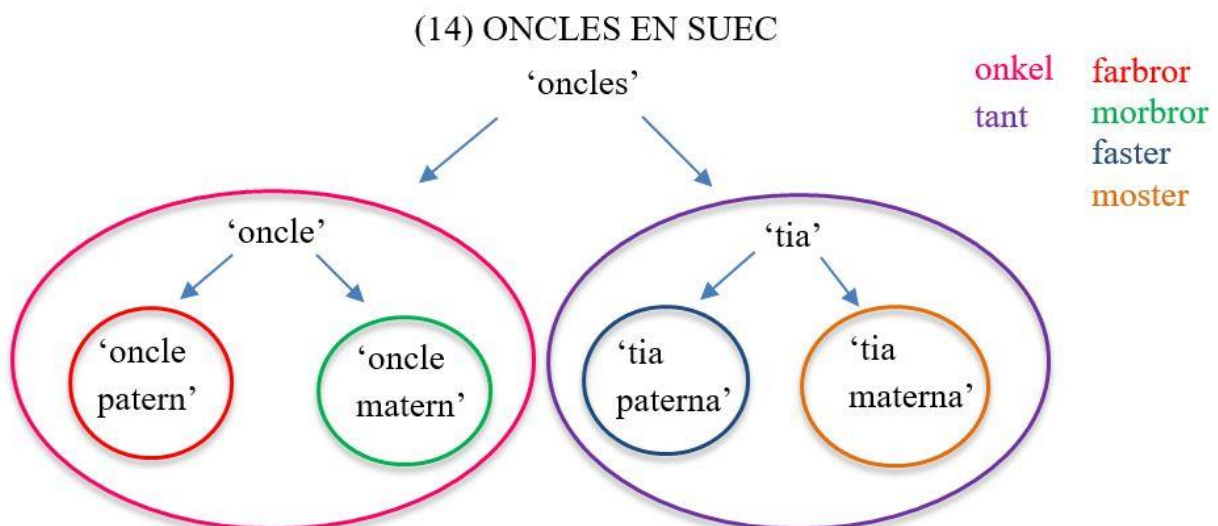 (14) ONCLES EN SUEC
‘oncles’
onkel farbror
tant morbror
faster
moster
‘oncle’
‘tia’
‘oncle
patern’
‘oncle
matern’
‘tia
paterna’
‘tia
materna’